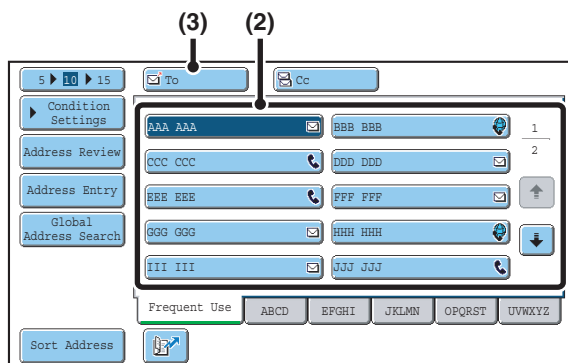 (3) (2)
5 10 15 To Cc
Condition
Settings
Address Review
Address Entry
Global
Address Search
Sort Address
AAA AAA BBB BBB
CCC CCC DDD DDD
EEE EEE FFF FFF
GGG GGG HHH HHH
III III JJJ JJJ
1
2
Frequent Use ABCD EFGHI JKLMN OPQRST UVWXYZ